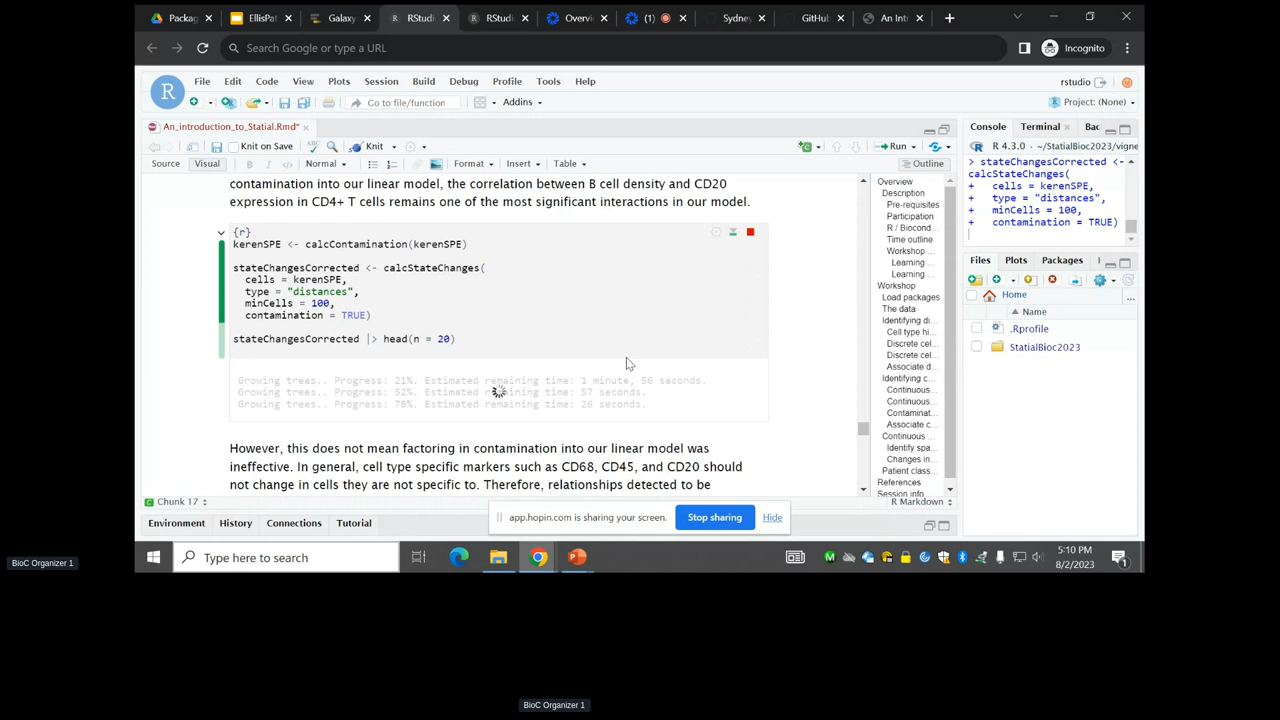 Packag
EllisPat
Galaxy
RStudi
RStudi
Overvi
(1)
Sydney
GitHub
An Int
Search Google or type a URL
Incognito
File Edit Code View Plots Session Build Debug Profile Tools Help
rstudio
Go to file/function
Addins
Project: (None)
An_introduction_to_Statial.Rmd*
Console
Terminal
Bac
Knit on Save
Knit
Run
R 4.3.0 · ~/StatialBioc2023/vigne
Source
Visual
Normal
Format
Insert
Table
Outline
contamination into our linear model, the correlation between B cell density and CD20
expression in CD4+ T cells remains one of the most significant interactions in our model.
{r}
kerenSPE <- calcContamination(kerenSPE)
stateChangesCorrected <- calcStateChanges(
cells = kerenSPE,
type = "distances",
minCells = 100,
contamination = TRUE)
stateChangesCorrected |> head(n = 20)
Growing trees.. Progress: 21%. Estimated remaining time: 1 minute, 56 seconds.
Growing trees.. Progress: 52%. Estimated remaining time: 57 seconds.
Growing trees.. Progress: 78%. Estimated remaining time: 26 seconds.
However, this does not mean factoring in contamination into our linear model was
ineffective. In general, cell type specific markers such as CD68, CD45, and CD20 should
not change in cells they are not specific to. Therefore, relationships detected to be
Overview
Description
Pre-requisites
Participation
R / Biocond...
Time outline
Workshop ...
Learning ...
Learning ...
Workshop
Load packages
The data
Identifying di...
Cell type hi...
Discrete cel...
Discrete cel...
Associate d...
Identifying c...
Continuous...
Continuous...
Contaminat...
Associate c...
Continuous ...
Identify spa...
Changes in...
Patient class...
References
Session info
> stateChangesCorrected <-
calcStateChanges(
+ cells = kerenSPE,
+ type = "distances",
+ minCells = 100,
+ contamination = TRUE)
Files
Plots
Packages
Home
...
Name
.Rprofile
StatialBioc2023
Chunk 17
R Markdown
app.hopin.com is sharing your screen.
Stop sharing
Hide
Environment
History
Connections
Tutorial
Type here to search
5:10 PM
8/2/2023
1
BioC Organizer 1
BioC Organizer 1